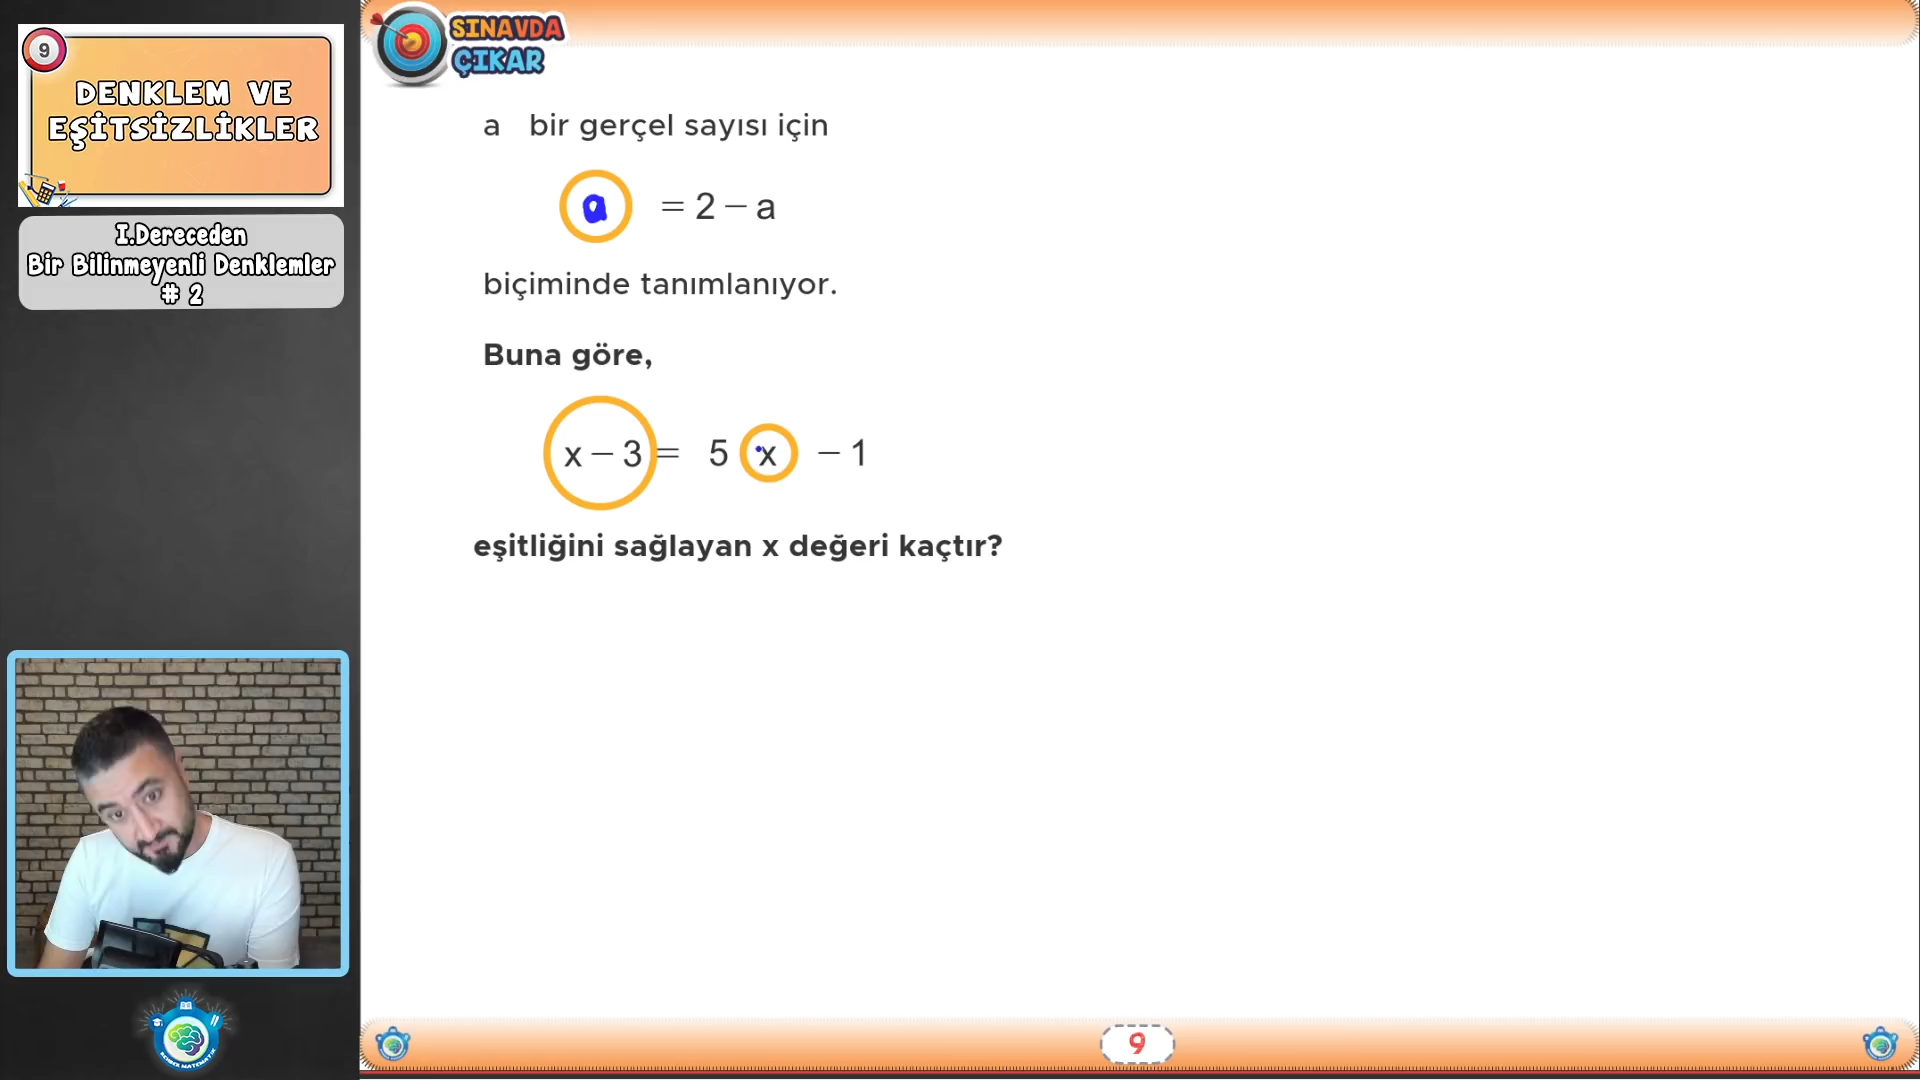 9
DENKLEM VE
EŞİTSİZLİKLER
I.Dereceden
Bir Bilinmeyenli Denklemler
# 2
SINAVDA
ÇIKAR
a bir gerçel sayısı için
a = 2 − a
biçiminde tanımlanıyor.
Buna göre,
x − 3 = 5 x − 1
eşitliğini sağlayan x değeri kaçtır?
9